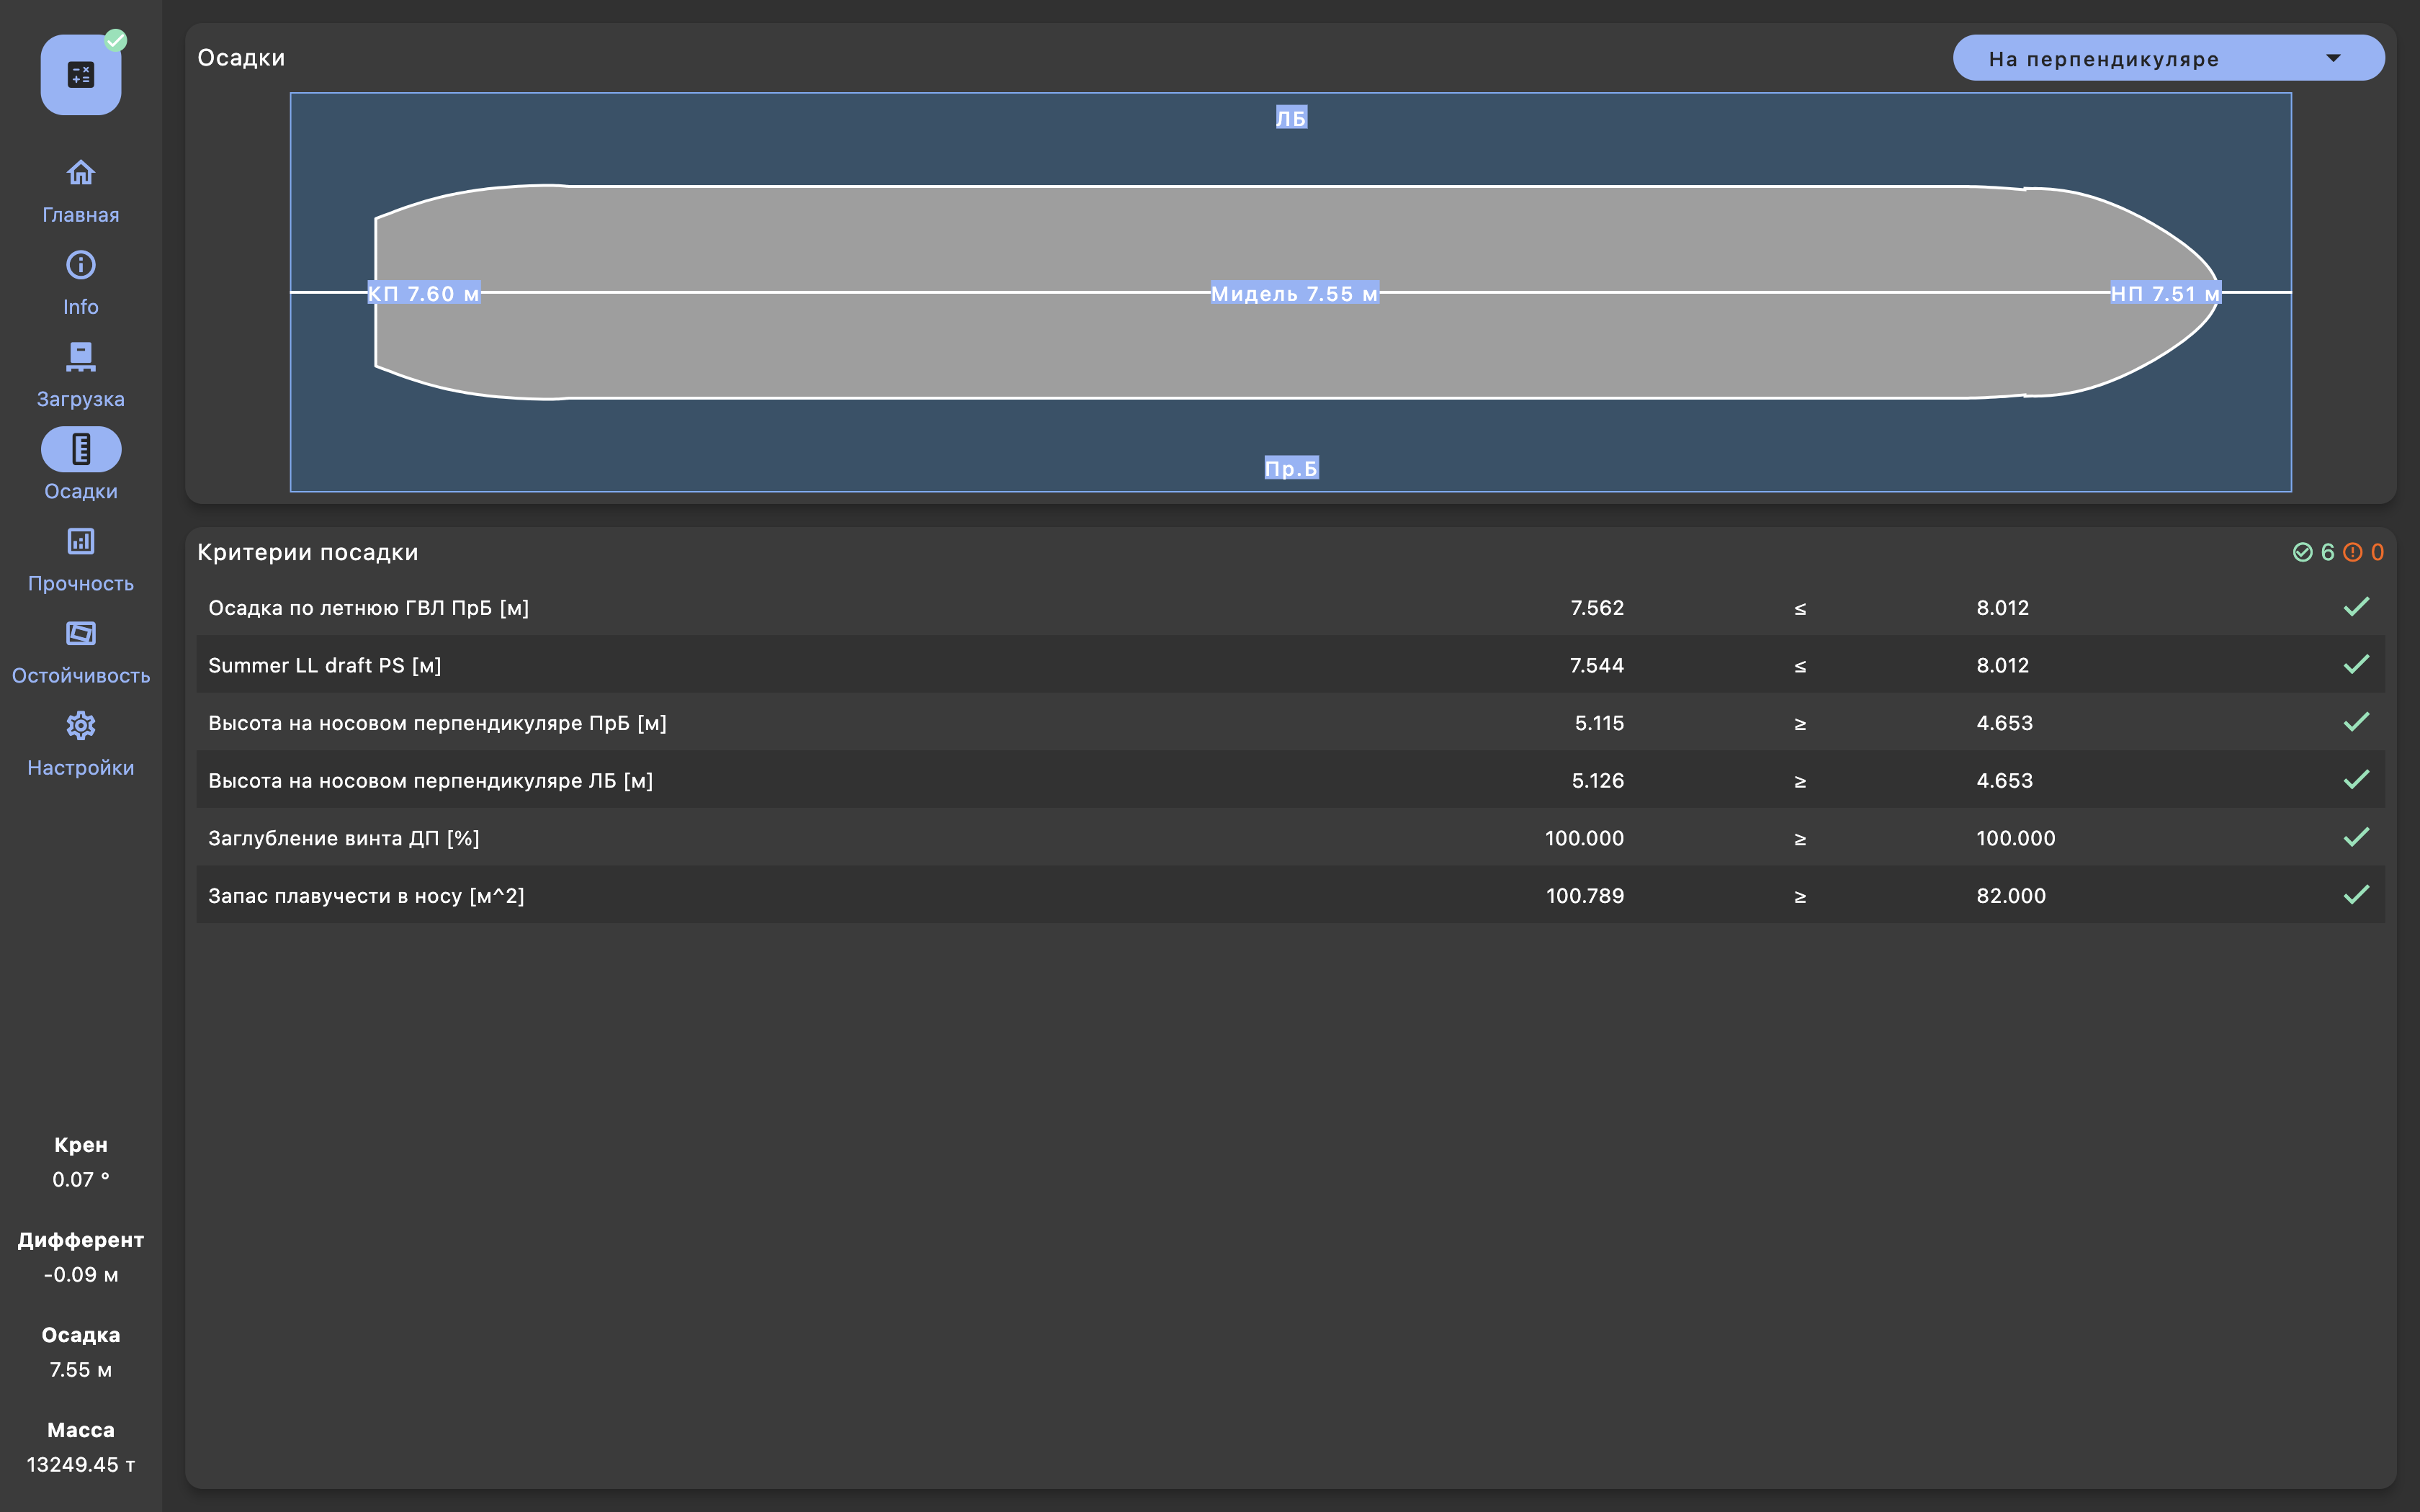 Главная
Info
Загрузка
Осадки
Прочность
Остойчивость
Настройки
Крен
0.07 °
Дифферент
-0.09 м
Осадка
7.55 м
Масса
13249.45 т
Осадки
На перпендикуляре
ЛБ
КП 7.60 м Мидель 7.55 м НП 7.51 м
Пр.Б
Критерии посадки 6 0
Осадка по летнюю ГВЛ ПрБ [м] 7.562 ≤ 8.012
Summer LL draft PS [м] 7.544 ≤ 8.012
Высота на носовом перпендикуляре ПрБ [м] 5.115 ≥ 4.653
Высота на носовом перпендикуляре ЛБ [м] 5.126 ≥ 4.653
Заглубление винта ДП [%] 100.000 ≥ 100.000
Запас плавучести в носу [м^2] 100.789 ≥ 82.000